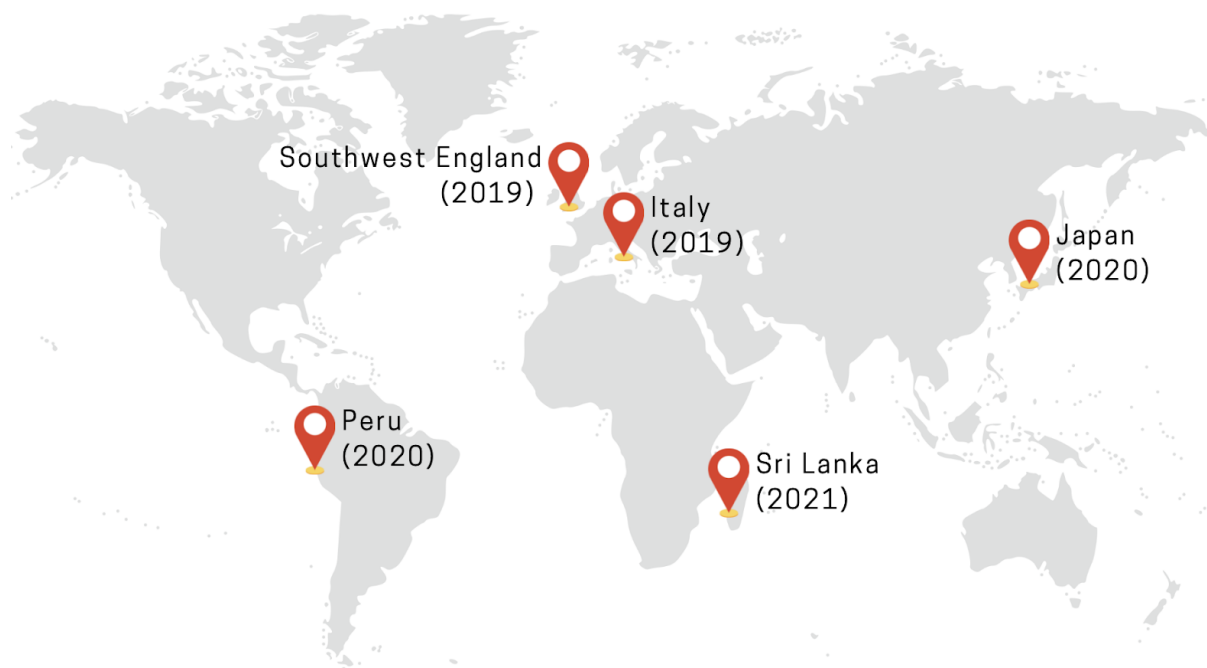 Southwest England
(2019)
Italy
(2019)
Japan
(2020)
Peru
(2020)
Sri Lanka
(2021)